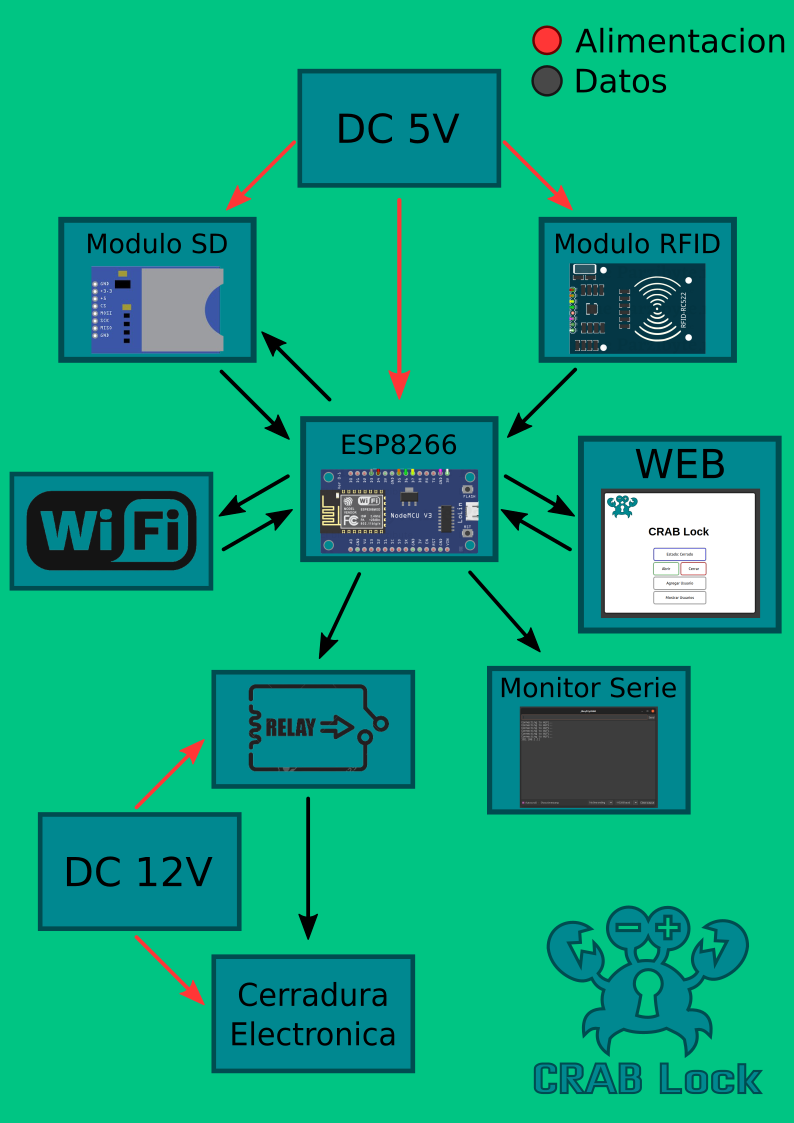 Alimentacion
Datos
DC 5V
Modulo SD
GND
+3.3
+5
CS
MOSI
SCK
MISO
GND
Modulo RFID
RFID-RC522
ESP8266
WiFi
NodeMCU V3
LoLin
FLASH
RST
WiFi
WEB
CRAB Lock
Estado: Cerrado
Abrir
Cerrar
Agregar Usuario
Mostrar Usuarios
RELAY
Monitor Serie
DC 12V
Cerradura
Electronica
CRAB Lock